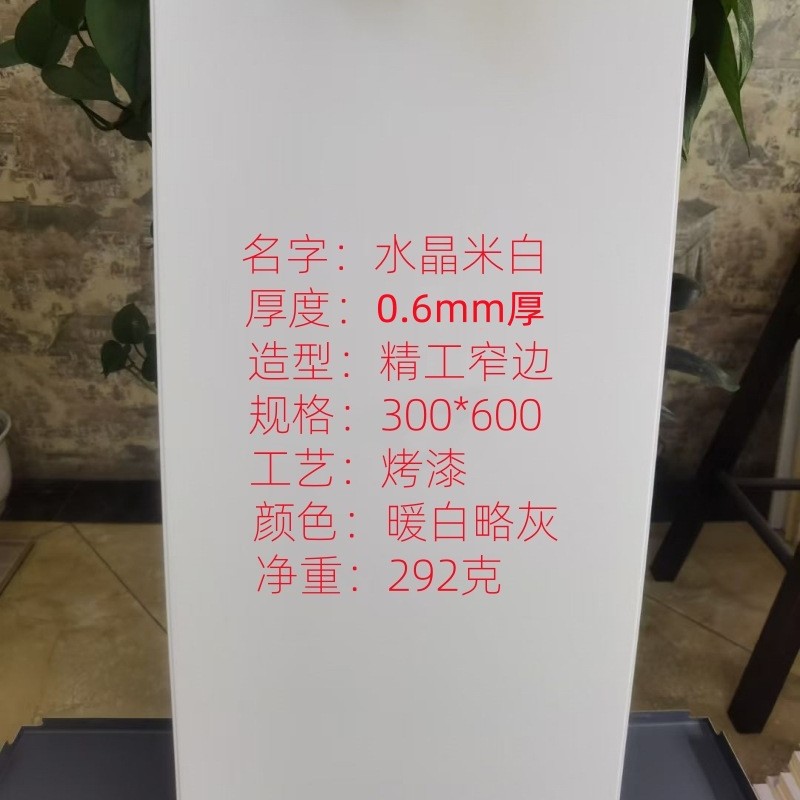 名字：水晶米白
厚度：0.6mm厚
造型：精工窄边
规格：300*600
工艺：烤漆
颜色：暖白略灰
净重：292克